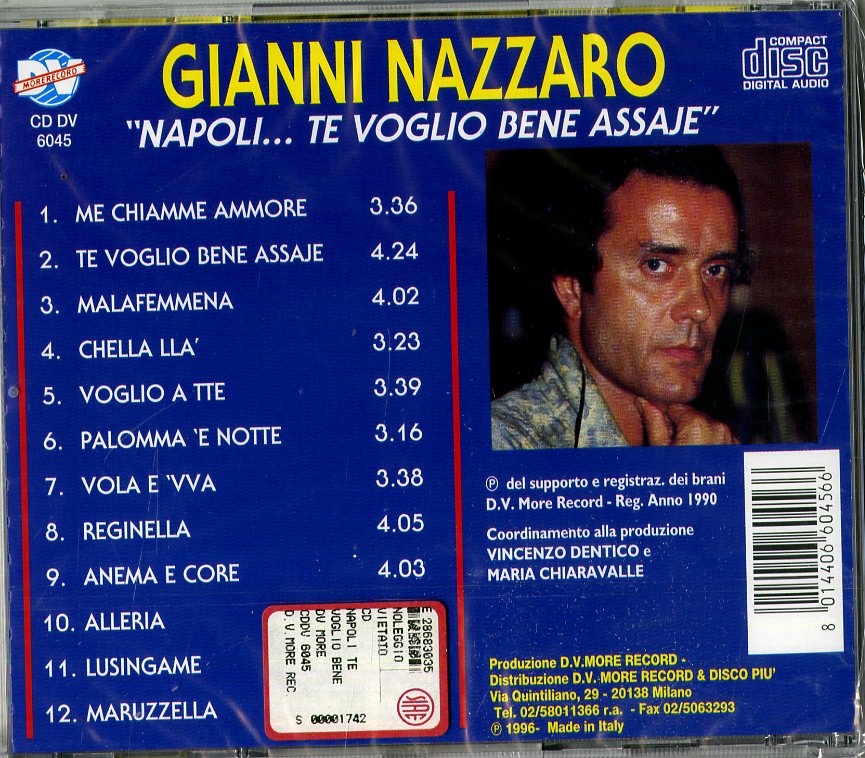 DV
MORERECORD
CD DV
6045
GIANNI NAZZARO
"NAPOLI... TE VOGLIO BENE ASSAJE"
COMPACT
disc
DIGITAL AUDIO
1. ME CHIAMME AMMORE 3.36
2. TE VOGLIO BENE ASSAJE 4.24
3. MALAFEMMENA 4.02
4. CHELLA LLA' 3.23
5. VOGLIO A TTE 3.39
6. PALOMMA 'E NOTTE 3.16
7. VOLA E 'VVA 3.38
8. REGINELLA 4.05
9. ANEMA E CORE 4.03
10. ALLERIA
11. LUSINGAME
12. MARUZZELLA
E 28683035
NOLEGGIO
VIETATO
CD
NAPOLI TE
VOGLIO BENE
DV MORE
CDDV 6045
D.V.MORE REC
S 00001742
SIAE
Ⓟ del supporto e registraz. dei brani
D.V. More Record - Reg. Anno 1990
Coordinamento alla produzione
VINCENZO DENTICO e
MARIA CHIARAVALLE
8 014406 604566
Produzione D.V.MORE RECORD -
Distribuzione D.V. MORE RECORD & DISCO PIU'
Via Quintiliano, 29 - 20138 Milano
Tel. 02/58011366 r.a. - Fax 02/5063293
Ⓟ 1996- Made in Italy